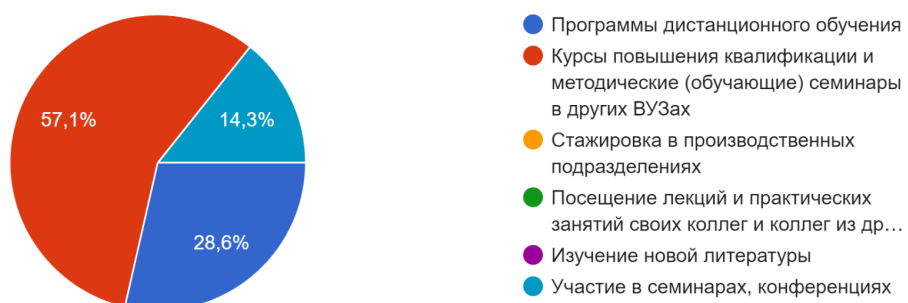 57,1%
14,3%
28,6%
Программы дистанционного обучения
Курсы повышения квалификации и
методические (обучающие) семинары
в других ВУЗах
Стажировка в производственных
подразделениях
Посещение лекций и практических
занятий своих коллег и коллег из др…
Изучение новой литературы
Участие в семинарах, конференциях